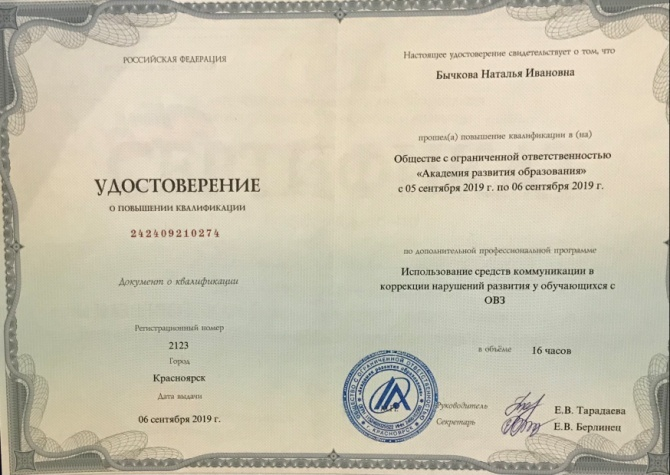 РОССИЙСКАЯ ФЕДЕРАЦИЯ
УДОСТОВЕРЕНИЕ
О ПОВЫШЕНИИ КВАЛИФИКАЦИИ
242409210274
Документ о квалификации
Регистрационный номер
2123
Город
Красноярск
Дата выдачи
06 сентября 2019 г.
Настоящее удостоверение свидетельствует о том, что
Бычкова Наталья Ивановна
прошел(а) повышение квалификации в (на)
Обществе с ограниченной ответственностью
«Академия развития образования»
с 05 сентября 2019 г. по 06 сентября 2019 г.
по дополнительной профессиональной программе
Использование средств коммуникации в
коррекции нарушений развития у обучающихся с
ОВЗ
в объёме 16 часов
Руководитель Е.В. Тарадаева
Секретарь Е.В. Берлинец